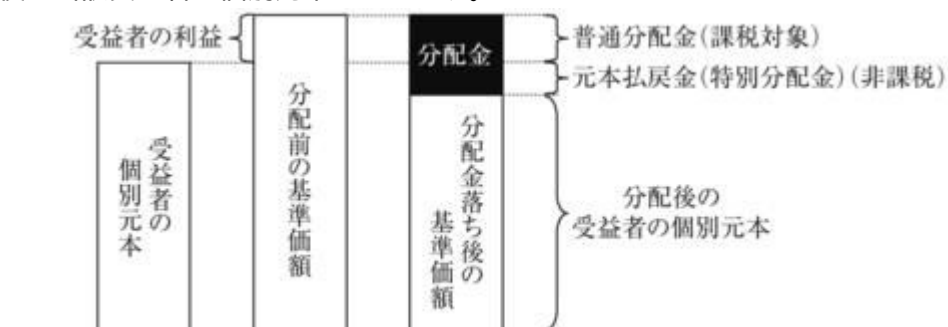 受益者の利益
分配金
普通分配金(課税対象)
元本払戻金(特別分配金)(非課税)
受益者の
個別元本
分配前の基準価額
分配金落ち後の
基準価額
分配後の
受益者の個別元本